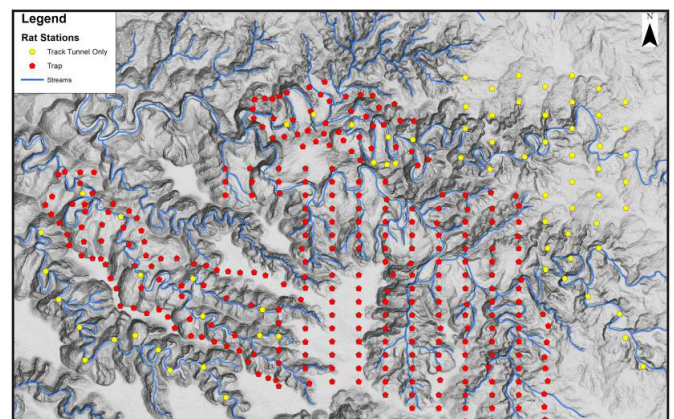 Legend
Rat Stations
Track Tunnel Only
Trap
Streams
N